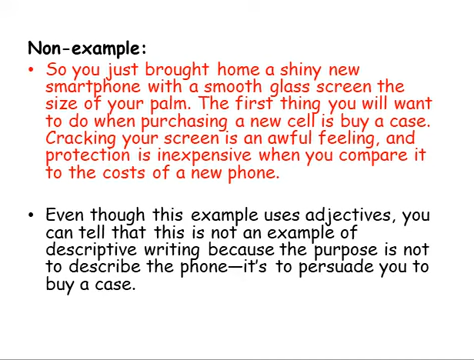 Non-example:
• So you just brought home a shiny new
smartphone with a smooth glass screen the
size of your palm. The first thing you will want
to do when purchasing a new cell is buy a case.
Cracking your screen is an awful feeling, and
protection is inexpensive when you compare it
to the costs of a new phone.
• Even though this example uses adjectives, you
can tell that this is not an example of
descriptive writing because the purpose is not
to describe the phone—it's to persuade you to
buy a case.